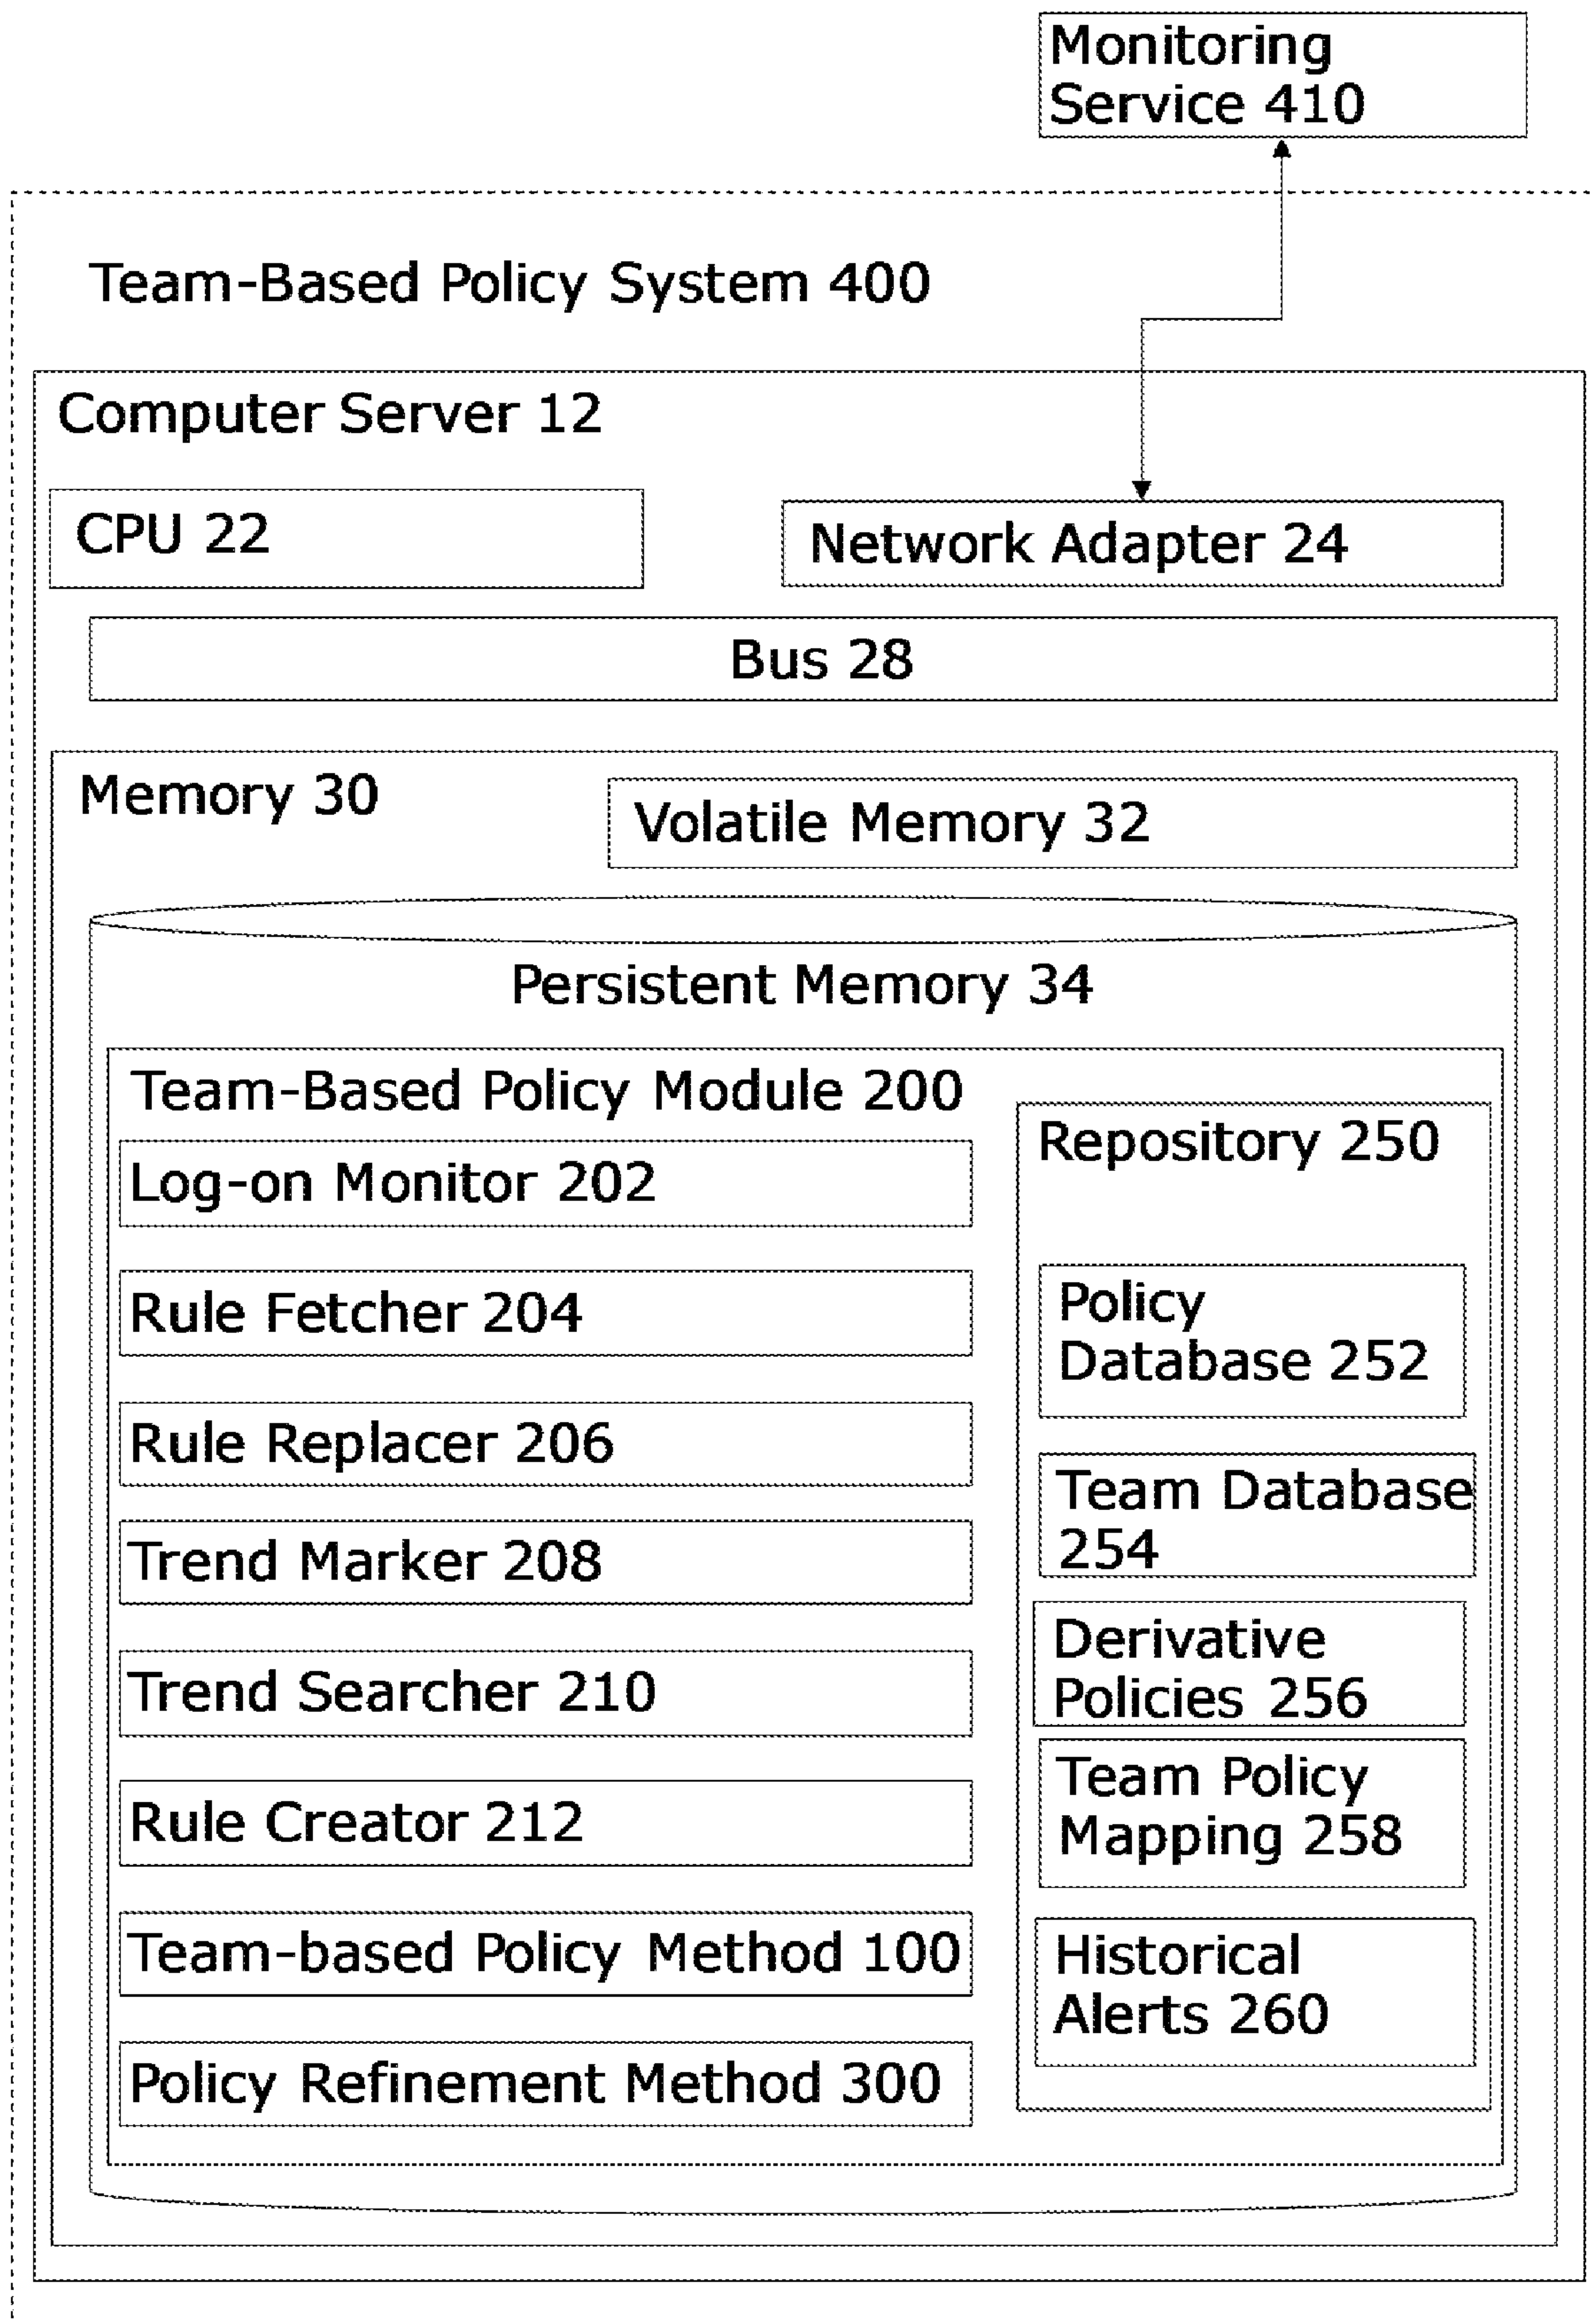 Monitoring
Service 410
Team-Based Policy System 400
Computer Server 12
CPU 22
Network Adapter 24
Bus 28
Memory 30
Volatile Memory 32
Persistent Memory 34
Team-Based Policy Module 200
Log-on Monitor 202
Rule Fetcher 204
Rule Replacer 206
Trend Marker 208
Trend Searcher 210
Rule Creator 212
Team-based Policy Method 100
Policy Refinement Method 300
Repository 250
Policy
Database 252
Team Database
254
Derivative
Policies 256
Team Policy
Mapping 258
Historical
Alerts 260